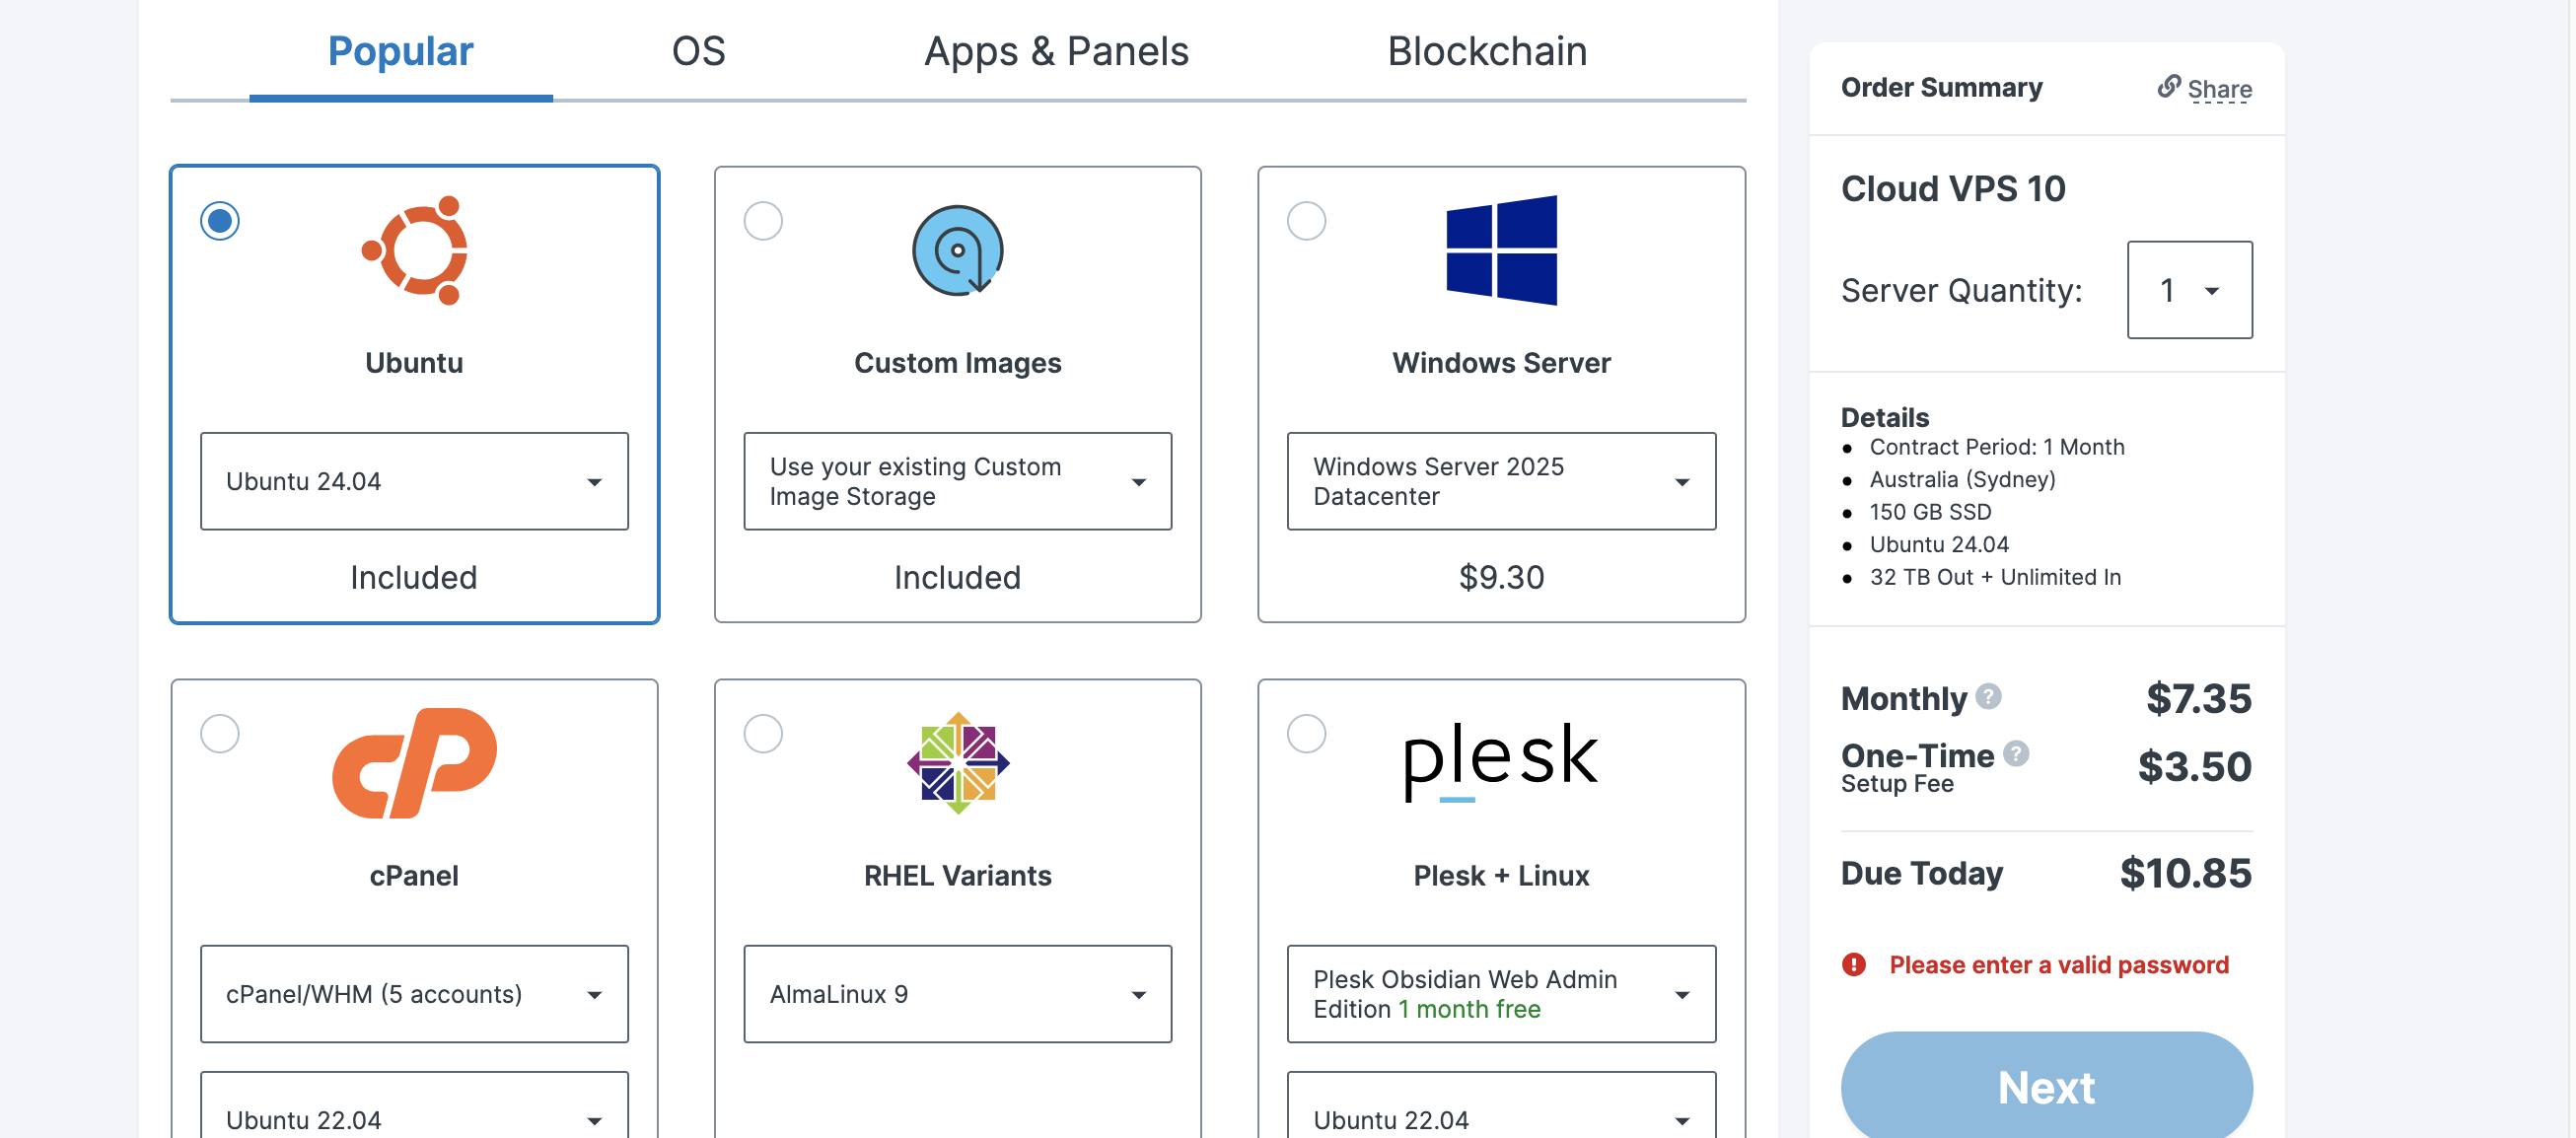 Popular
OS
Apps & Panels
Blockchain
Ubuntu
Ubuntu 24.04
Included
Custom Images
Use your existing Custom
Image Storage
Included
Windows Server
Windows Server 2025
Datacenter
$9.30
cPanel
cPanel/WHM (5 accounts)
Ubuntu 22.04
RHEL Variants
AlmaLinux 9
plesk
Plesk + Linux
Plesk Obsidian Web Admin
Edition 1 month free
Ubuntu 22.04
Order Summary
Share
Cloud VPS 10
Server Quantity:
1
Details
Contract Period: 1 Month
Australia (Sydney)
150 GB SSD
Ubuntu 24.04
32 TB Out + Unlimited In
Monthly ? $7.35
One-Time ? $3.50
Setup Fee
Due Today $10.85
Please enter a valid password
Next